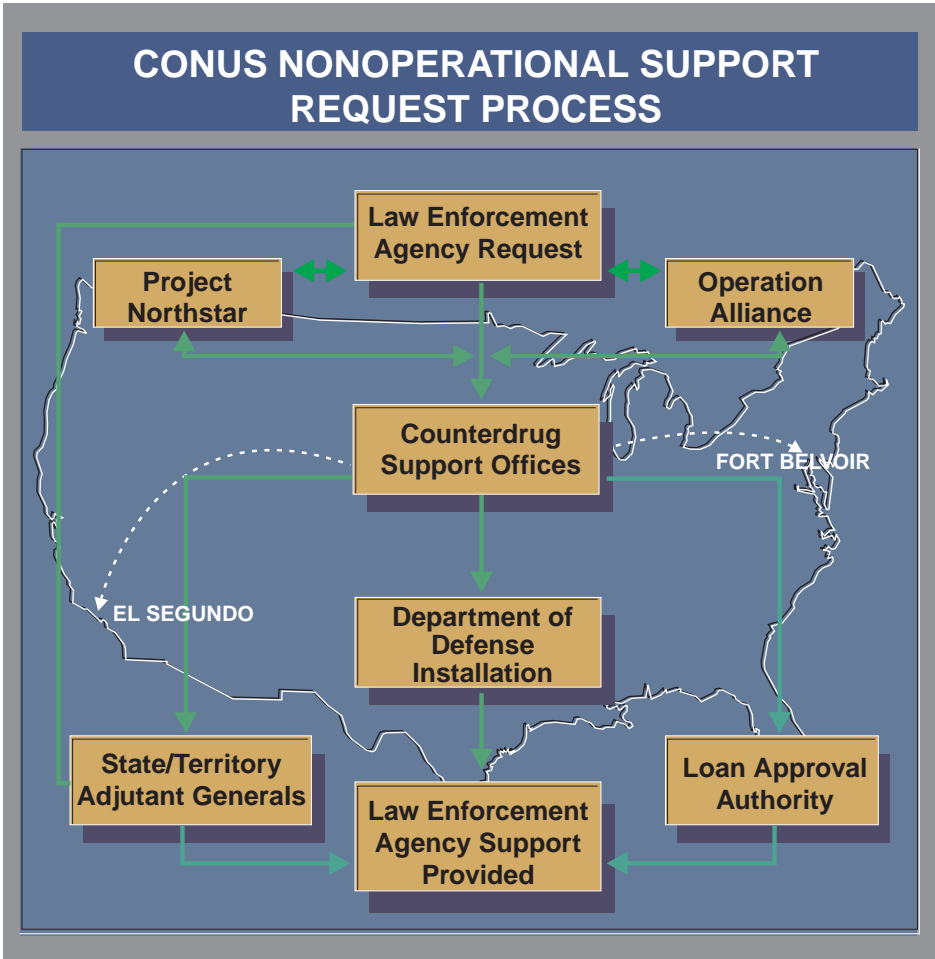 CONUS NONOPERATIONAL SUPPORT
REQUEST PROCESS
Law Enforcement
Agency Request
Project
Northstar
Operation
Alliance
Counterdrug
Support Offices
FORT BELVOIR
EL SEGUNDO
Department of
Defense
Installation
State/Territory
Adjutant Generals
Law Enforcement
Agency Support
Provided
Loan Approval
Authority